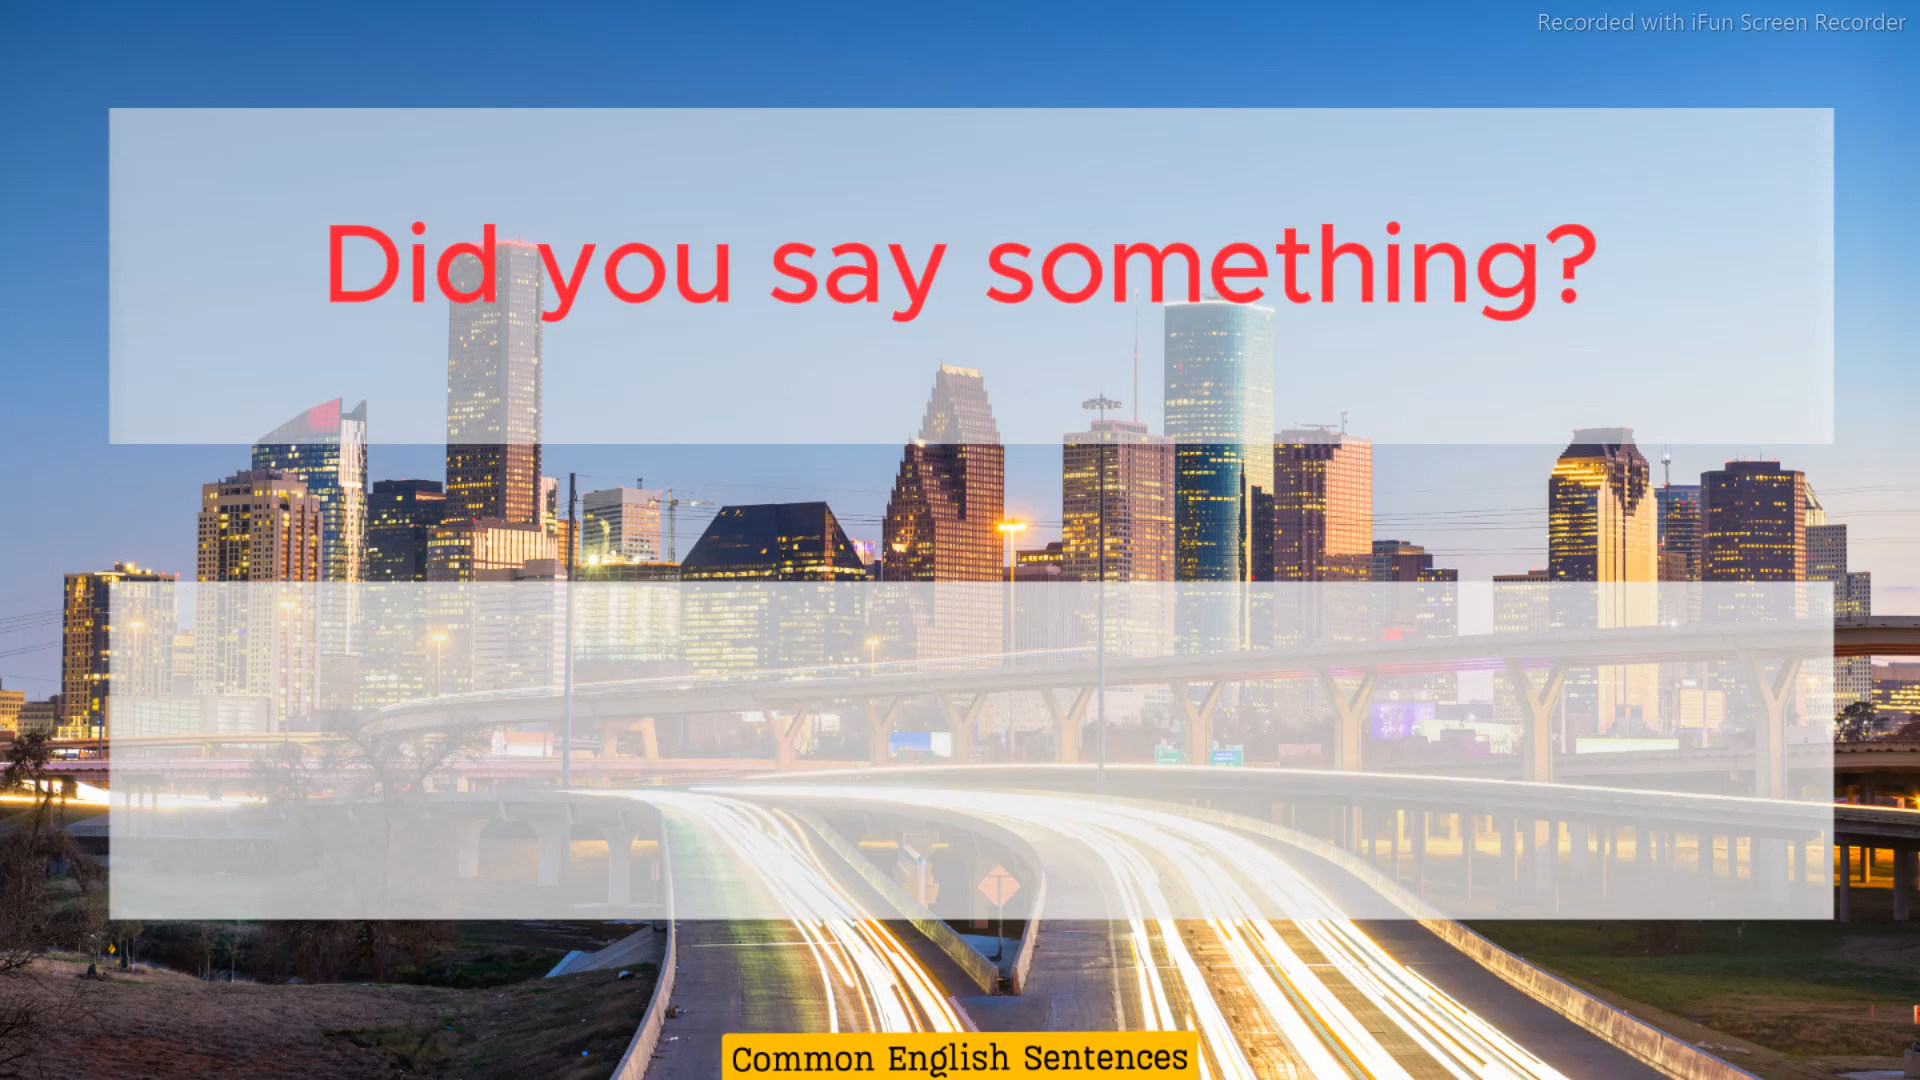 Recorded with iFun Screen Recorder
Did you say something?
Common English Sentences